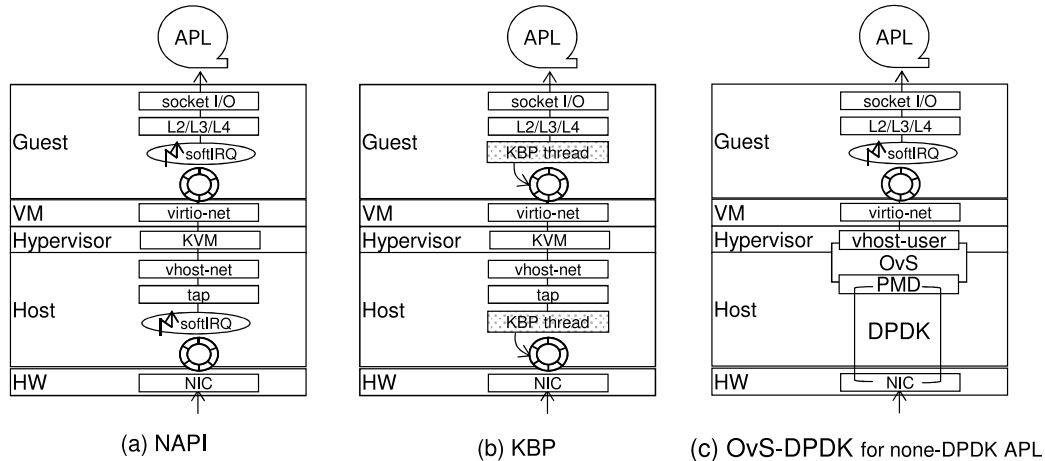 APL
socket I/O
L2/L3/L4
Guest
softIRQ
VM
virtio-net
Hypervisor
KVM
vhost-net
tap
Host
softIRQ
HW
NIC
(a) NAPI
APL
socket I/O
L2/L3/L4
Guest
KBP thread
VM
virtio-net
Hypervisor
KVM
vhost-net
tap
Host
KBP thread
HW
NIC
(b) KBP
APL
socket I/O
L2/L3/L4
Guest
softIRQ
VM
virtio-net
Hypervisor
vhost-user
OvS
PMD
Host
DPDK
HW
NIC
(c) OvS-DPDK for none-DPDK APL